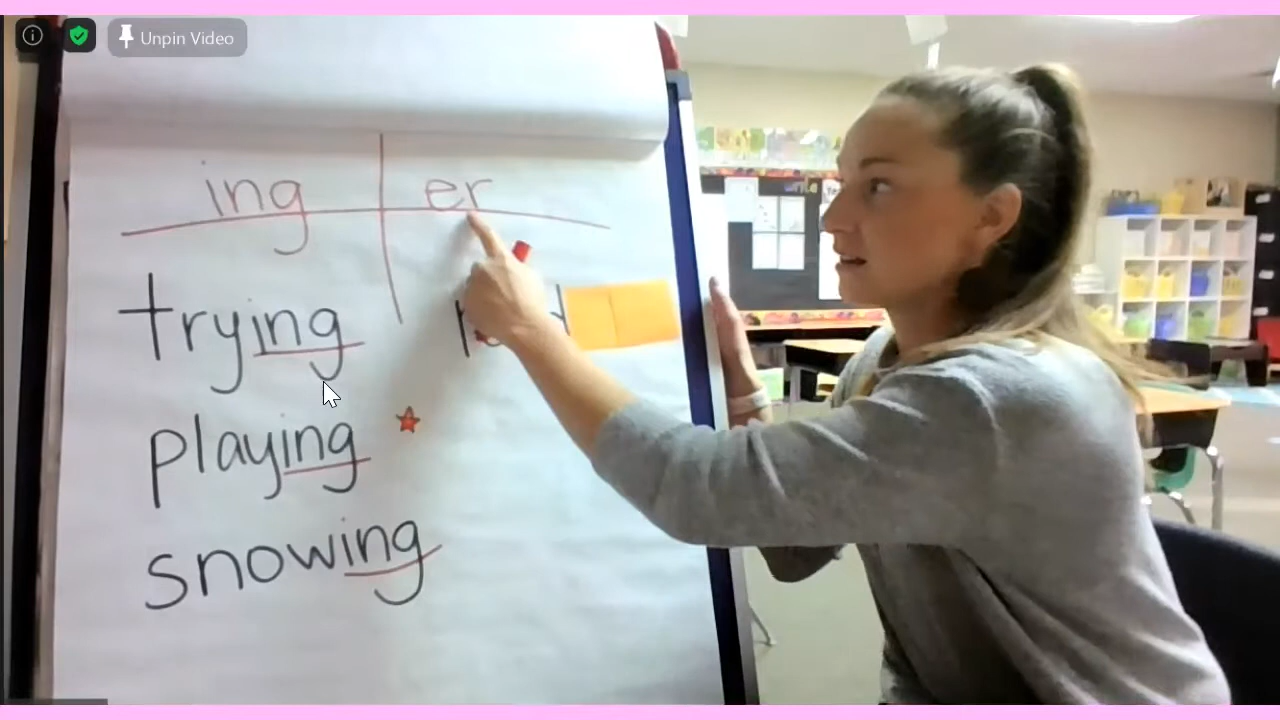 Unpin Video
ing er
trying
playing
snowing